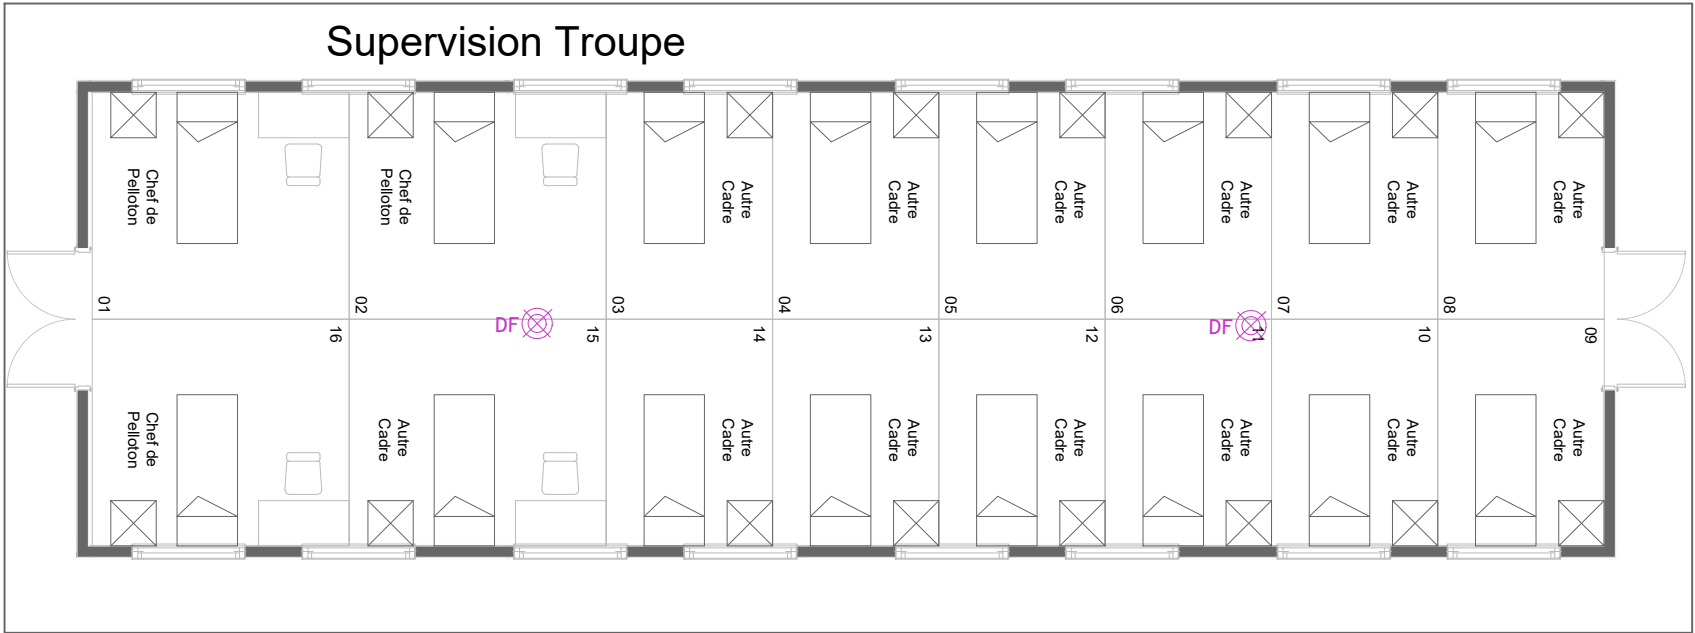 Supervision Troupe
Chef de
Pelloton
Chef de
Pelloton
Autre
Cadre
Autre
Cadre
Autre
Cadre
Autre
Cadre
Autre
Cadre
Autre
Cadre
01
02
03
04
05
06
07
08
DF
DF
16
15
14
13
12
11
10
09
Chef de
Pelloton
Autre
Cadre
Autre
Cadre
Autre
Cadre
Autre
Cadre
Autre
Cadre
Autre
Cadre
Autre
Cadre